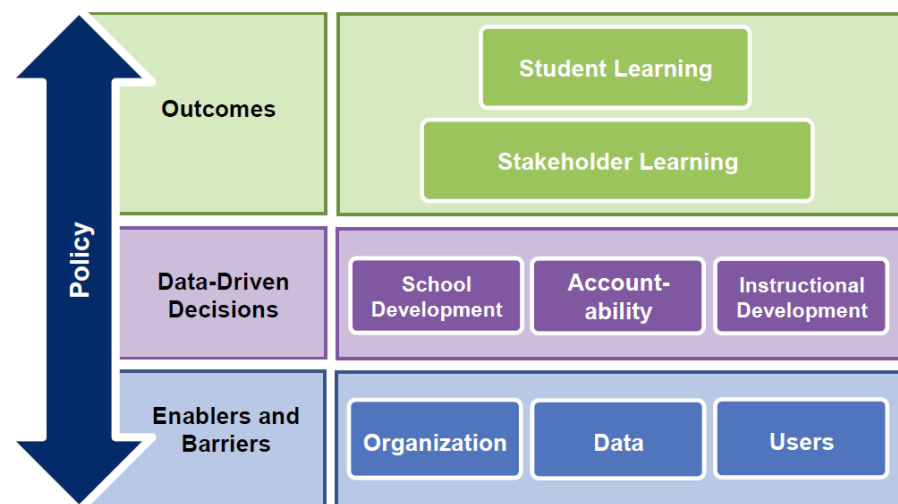 Policy
Outcomes
Student Learning
Stakeholder Learning
Data-Driven
Decisions
School
Development
Account-
ability
Instructional
Development
Enablers and
Barriers
Organization
Data
Users